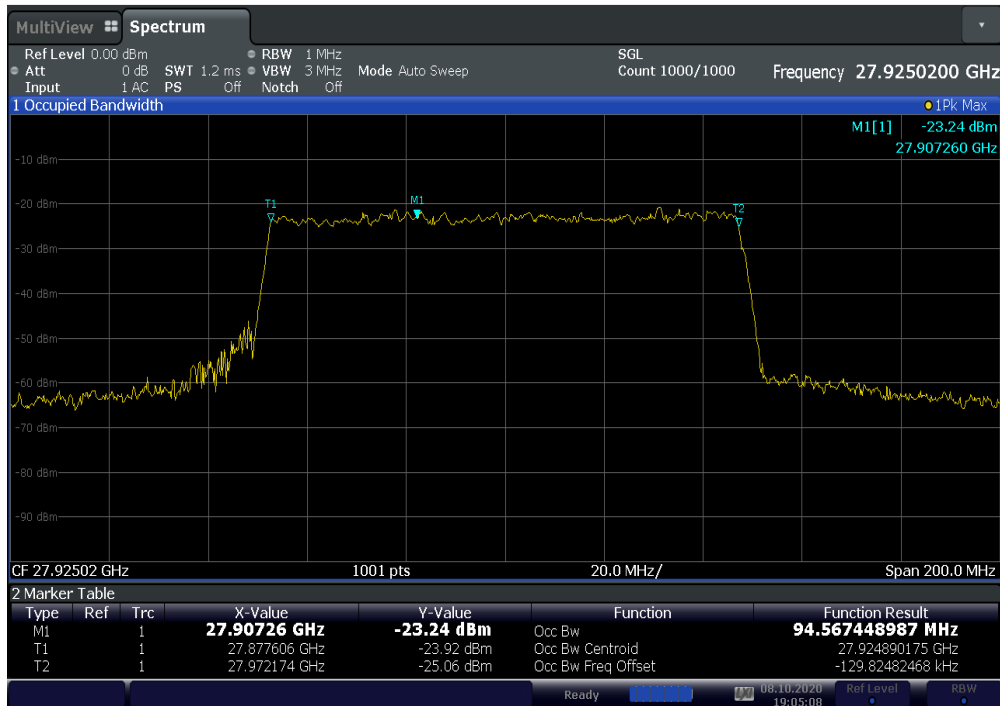 MultiView Spectrum
Ref Level 0.00 dBm RBW 1 MHz SGL
Att 0 dB SWT 1.2 ms VBW 3 MHz Mode Auto Sweep Count 1000/1000 Frequency 27.9250200 GHz
Input 1 AC PS Off Notch Off
1 Occupied Bandwidth 1Pk Max
M1[1] -23.24 dBm
27.907260 GHz
-10 dBm
-20 dBm
T1 M1 T2
-30 dBm
-40 dBm
-50 dBm
-60 dBm
-70 dBm
-80 dBm
-90 dBm
CF 27.92502 GHz 1001 pts 20.0 MHz/ Span 200.0 MHz
2 Marker Table
Type Ref Trc X-Value Y-Value Function Function Result
M1 1 27.90726 GHz -23.24 dBm Occ Bw 94.567448987 MHz
T1 1 27.877606 GHz -23.92 dBm Occ Bw Centroid 27.924890175 GHz
T2 1 27.972174 GHz -25.06 dBm Occ Bw Freq Offset -129.82482468 kHz
Ready 08.10.2020 Ref Level RBW
19:05:08